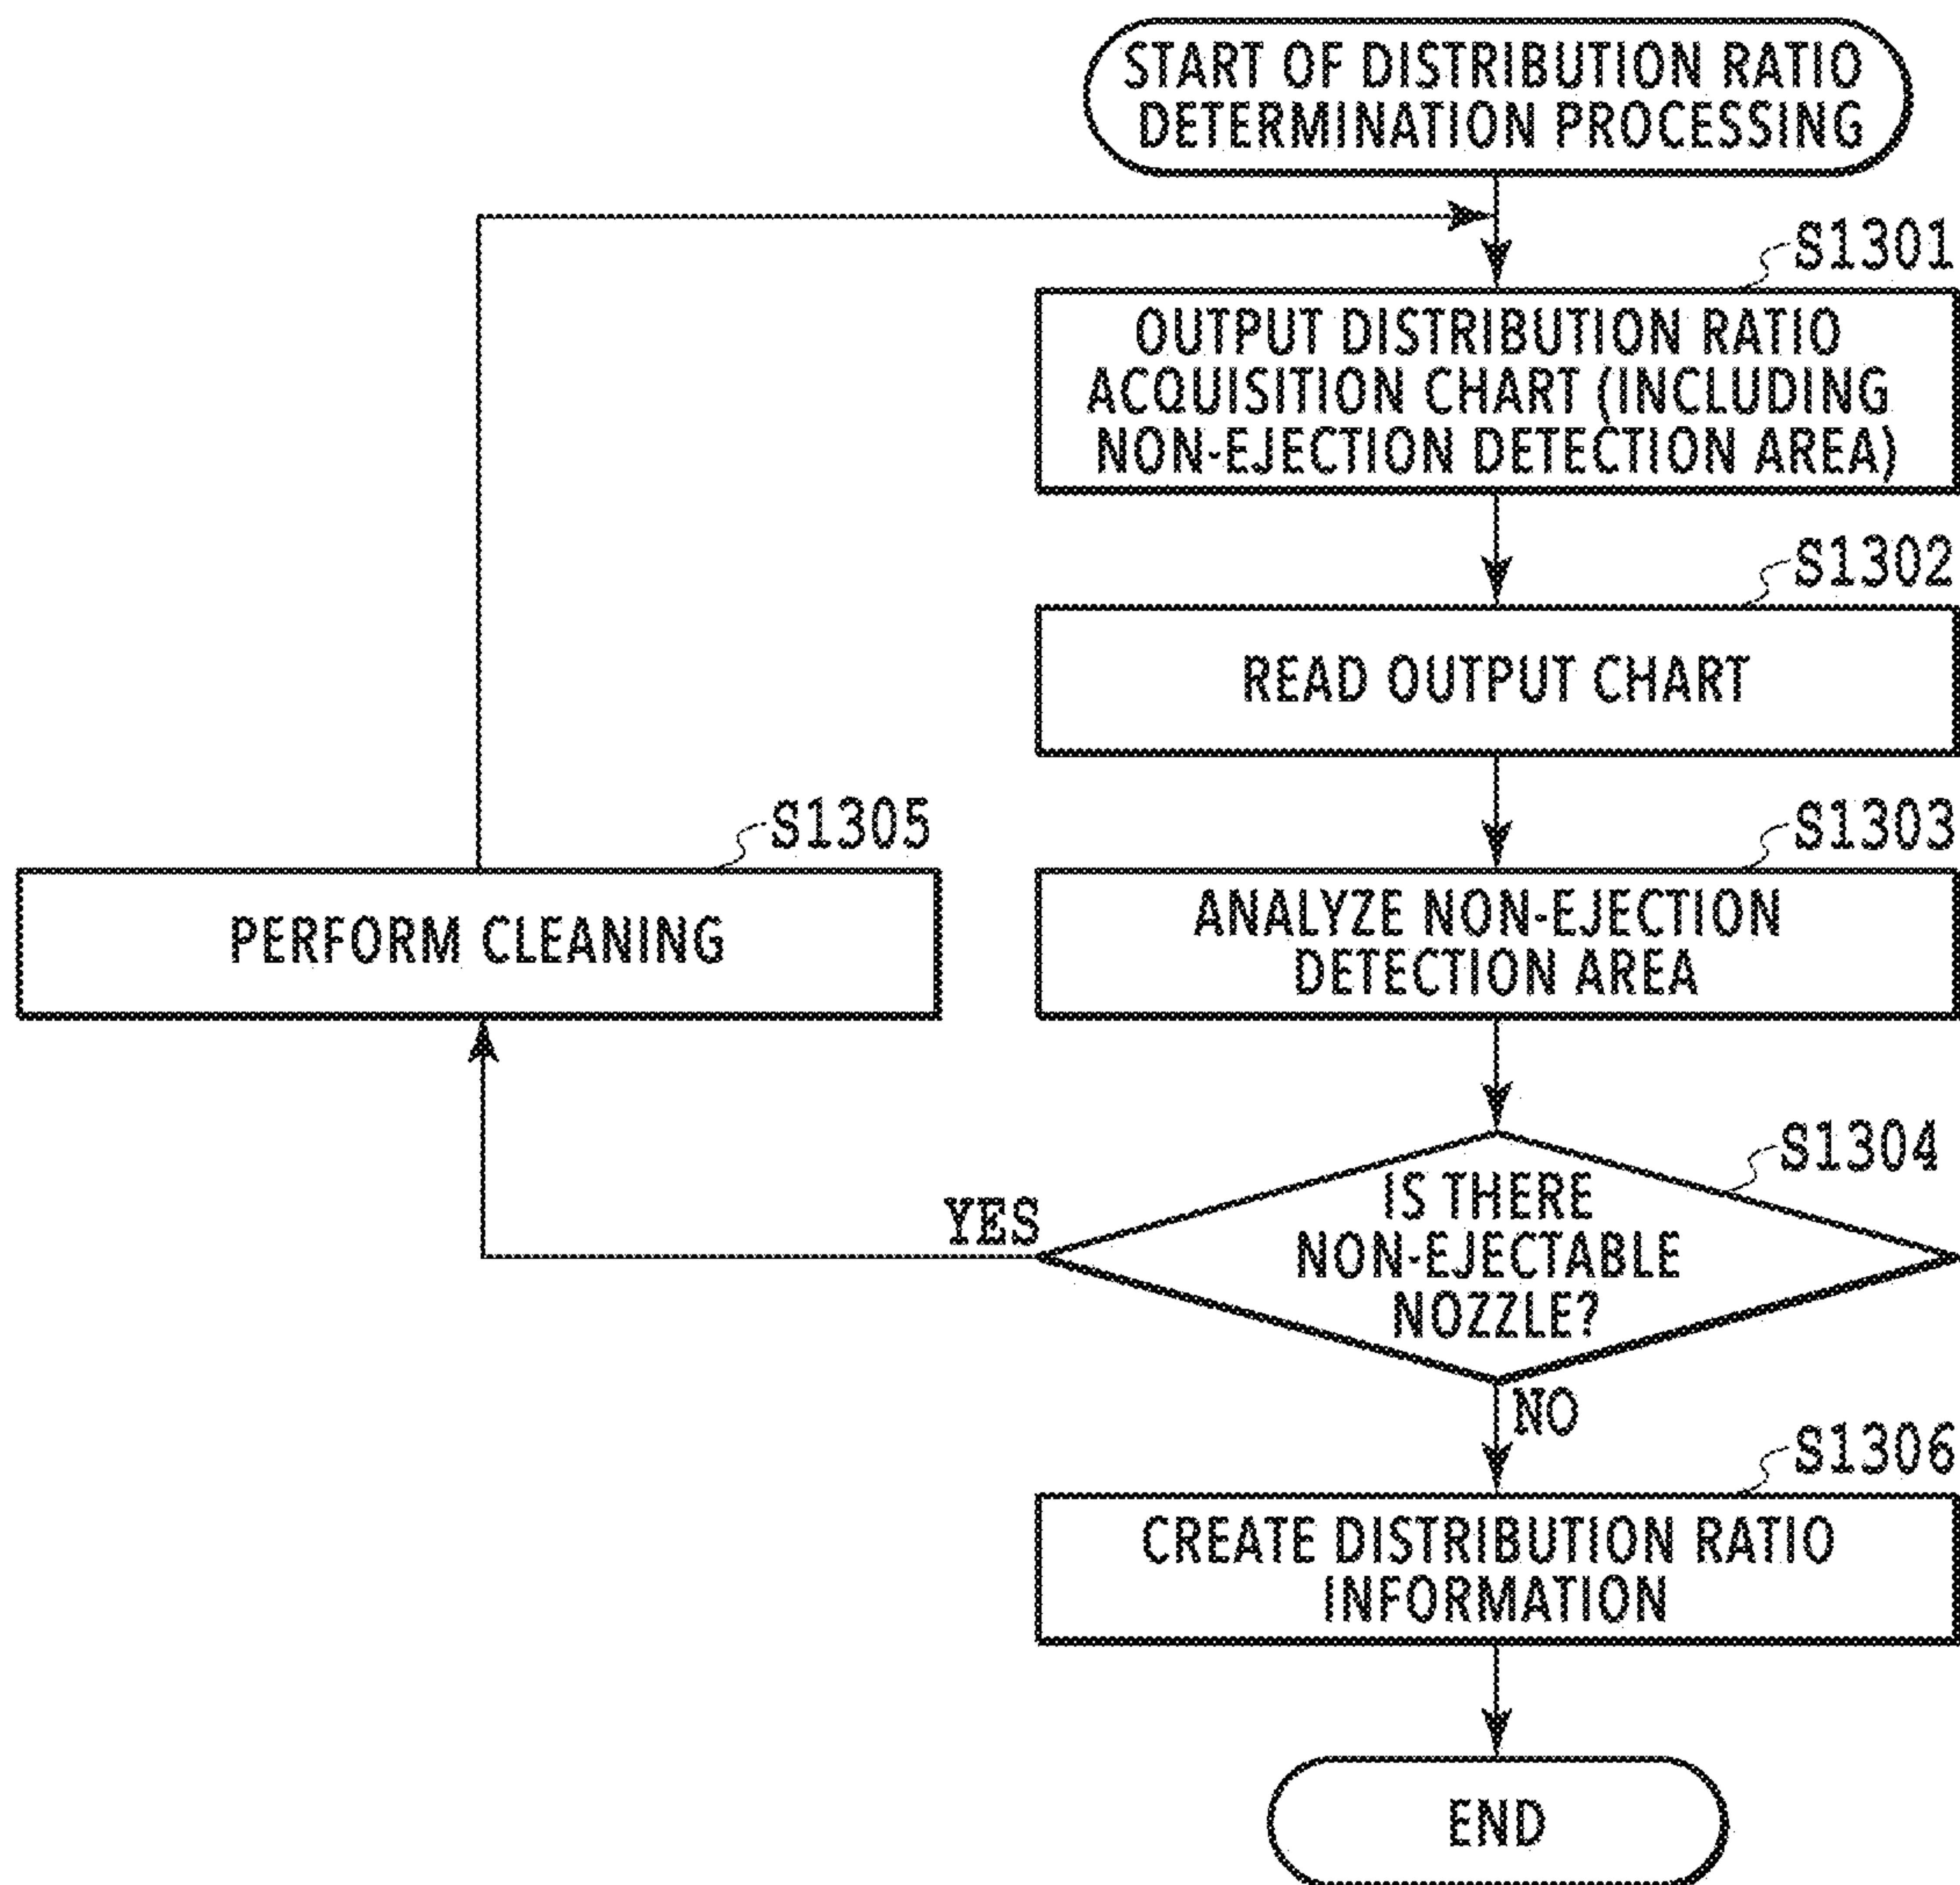 START OF DISTRIBUTION RATIO
DETERMINATION PROCESSING
S1301
OUTPUT DISTRIBUTION RATIO
ACQUISITION CHART (INCLUDING
NON-EJECTION DETECTION AREA)
S1302
READ OUTPUT CHART
S1303
ANALYZE NON-EJECTION
DETECTION AREA
S1305
PERFORM CLEANING
S1304
IS THERE
NON-EJECTABLE
NOZZLE?
YES
NO
S1306
CREATE DISTRIBUTION RATIO
INFORMATION
END